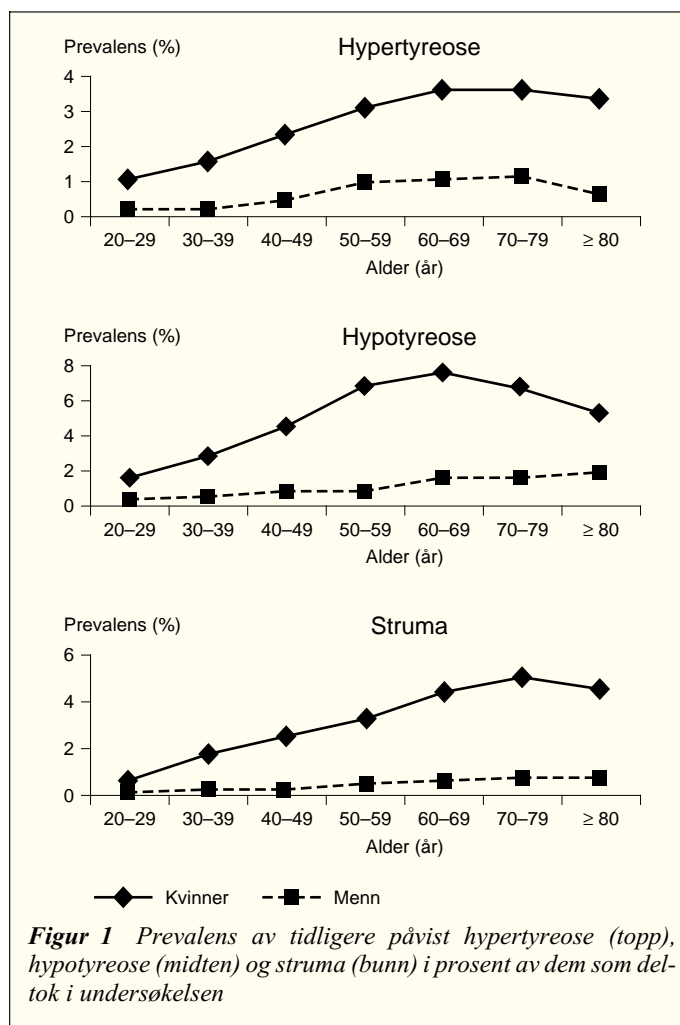 Prevalens (%)
Hypertyreose
4
3
2
1
0
20–29 30–39 40–49 50–59 60–69 70–79 ≥ 80
Alder (år)
Prevalens (%)
Hypotyreose
8
6
4
2
0
20–29 30–39 40–49 50–59 60–69 70–79 ≥ 80
Alder (år)
Prevalens (%)
Struma
6
4
2
0
20–29 30–39 40–49 50–59 60–69 70–79 ≥ 80
Alder (år)
Kvinner Menn
Figur 1 Prevalens av tidligere påvist hypertyreose (topp),
hypotyreose (midten) og struma (bunn) i prosent av dem som del-
tok i undersøkelsen